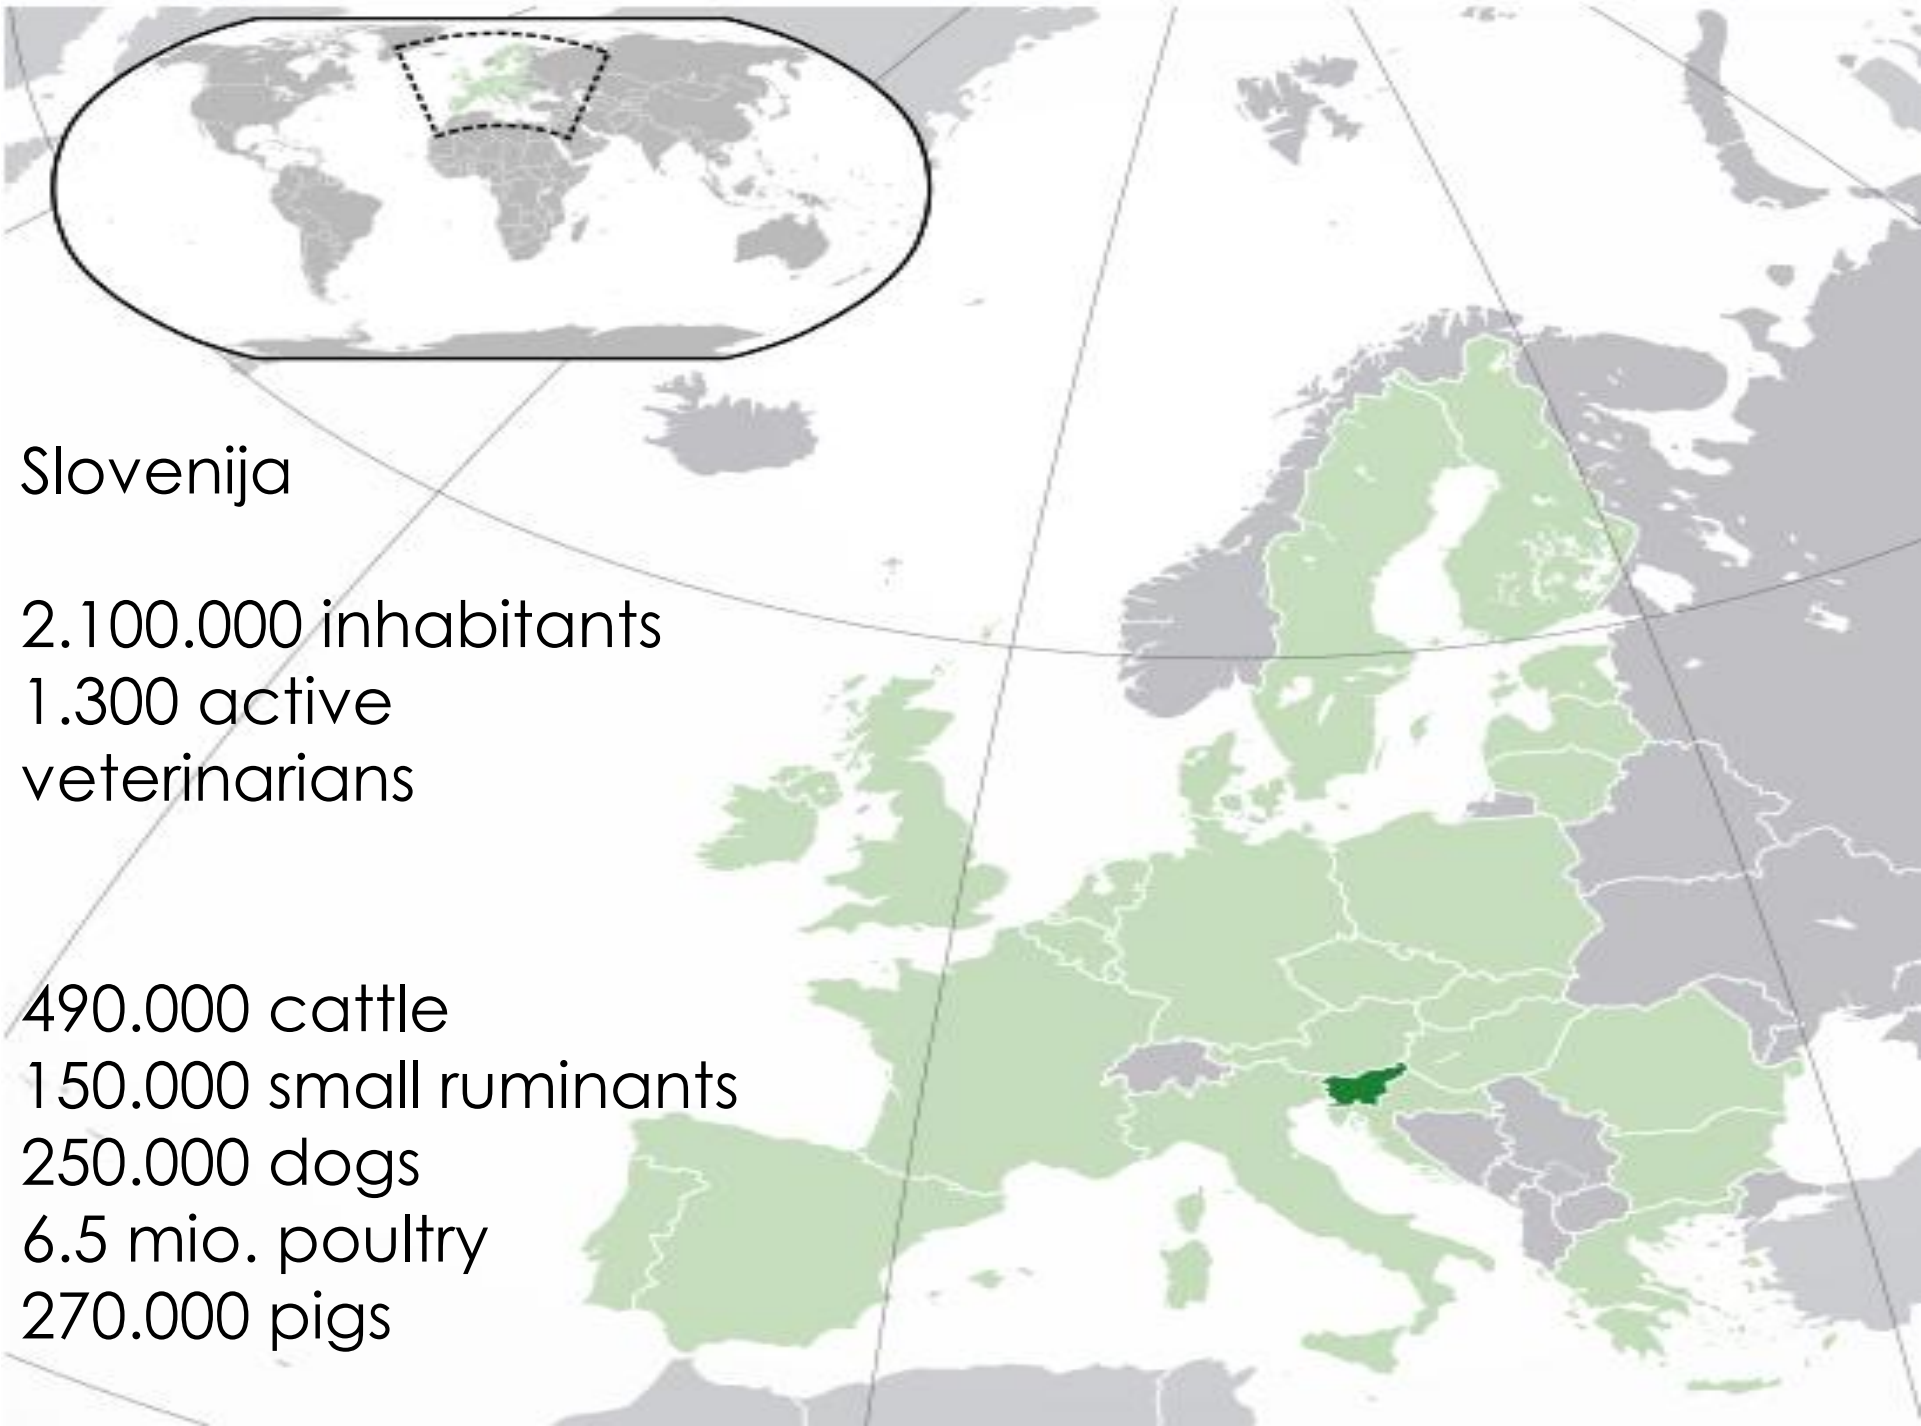 Slovenija
2.100.000 inhabitants
1.300 active
veterinarians
490.000 cattle
150.000 small ruminants
250.000 dogs
6.5 mio. poultry
270.000 pigs